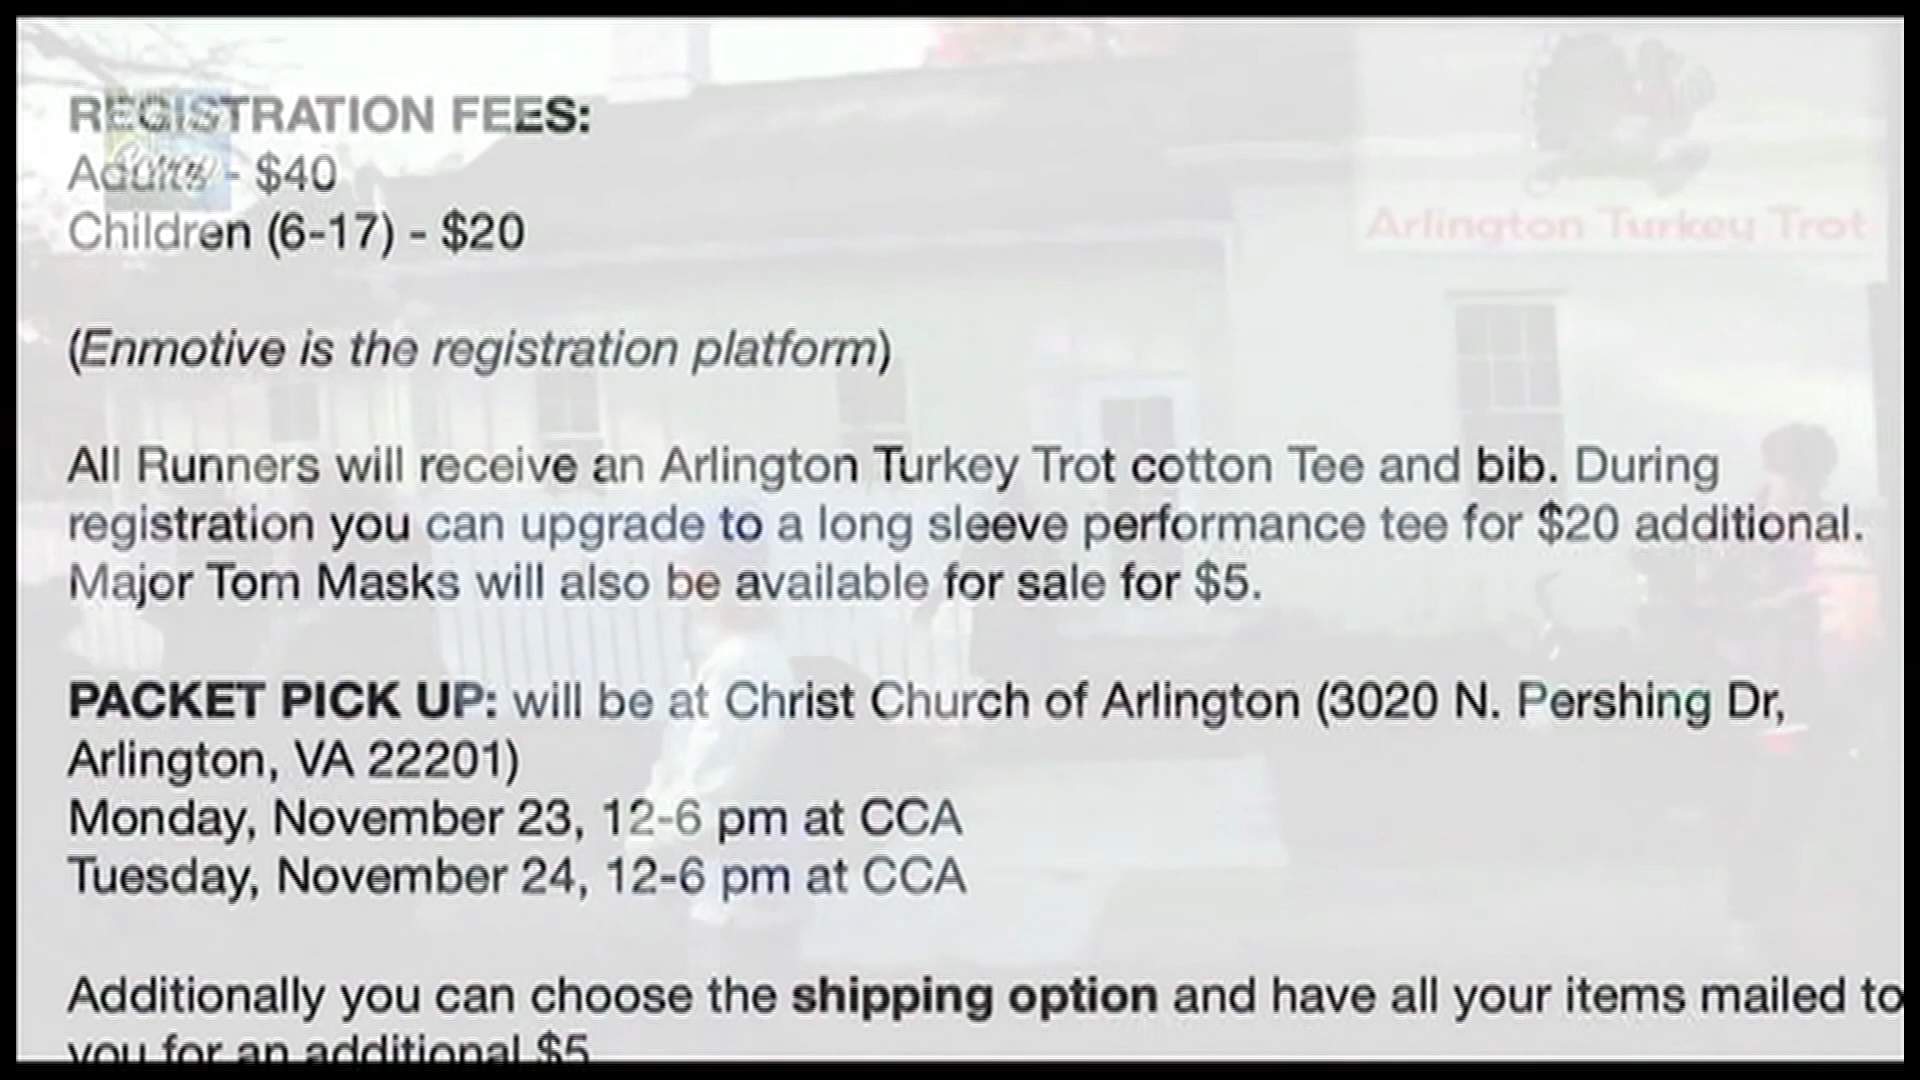 REGISTRATION FEES:
Adults - $40
Children (6-17) - $20
Arlington Turkey Trot
(Enmotive is the registration platform)
All Runners will receive an Arlington Turkey Trot cotton Tee and bib. During
registration you can upgrade to a long sleeve performance tee for $20 additional.
Major Tom Masks will also be available for sale for $5.
PACKET PICK UP: will be at Christ Church of Arlington (3020 N. Pershing Dr,
Arlington, VA 22201)
Monday, November 23, 12-6 pm at CCA
Tuesday, November 24, 12-6 pm at CCA
Additionally you can choose the shipping option and have all your items mailed to
you for an additional $5